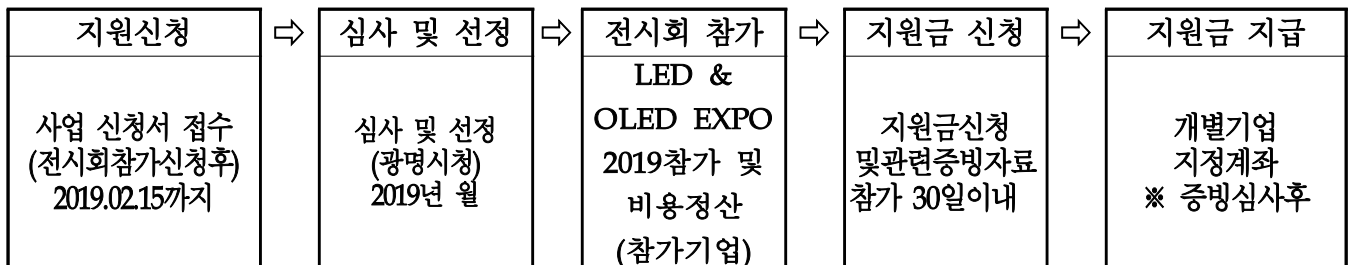 지원신청
⇨
심사 및 선정
⇨
전시회 참가
⇨
지원금 신청
⇨
지원금 지급
사업 신청서 접수
(전시회참가신청후)
2019.02.15까지
심사 및 선정
(광명시청)
2019년 월
LED &
OLED EXPO
2019참가 및
비용정산
(참가기업)
지원금신청
및관련증빙자료
참가 30일이내
개별기업
지정계좌
※ 증빙심사후